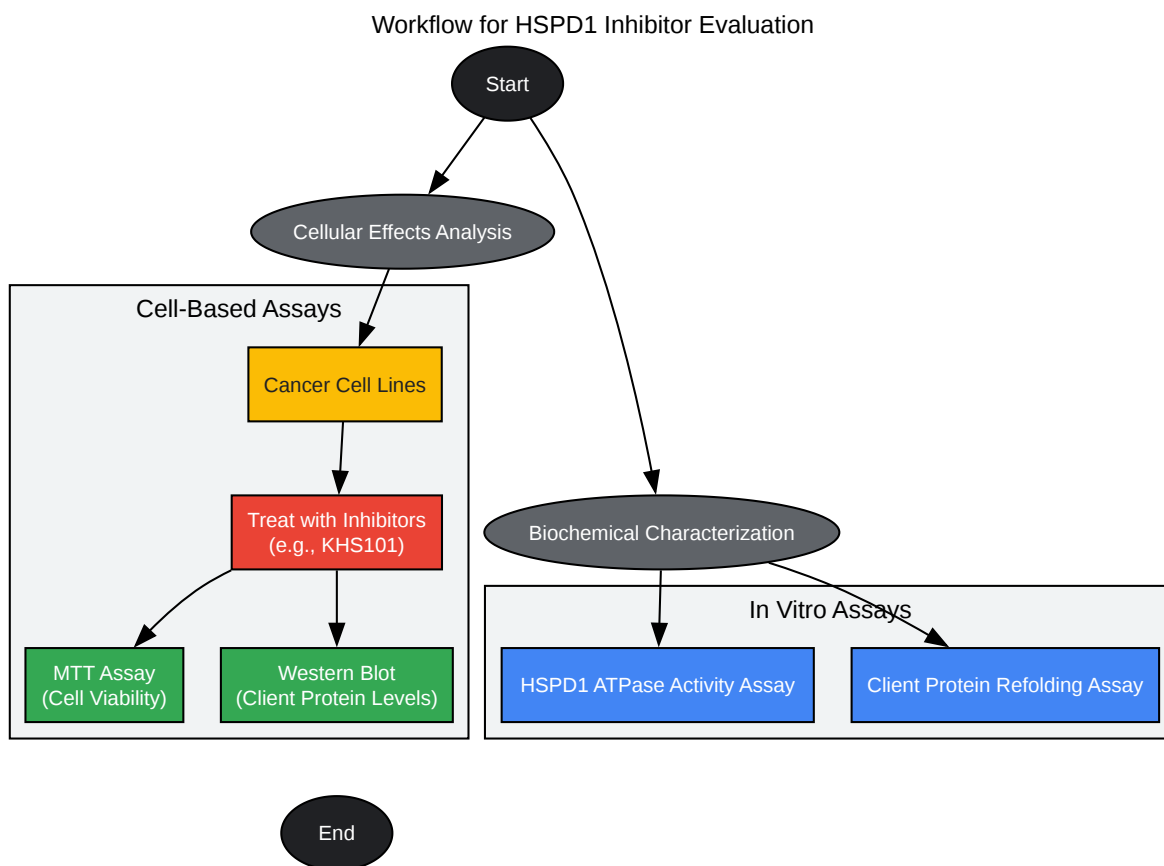 Workflow for HSPD1 Inhibitor Evaluation
Start
Cellular Effects Analysis
Cell-Based Assays
Cancer Cell Lines
Treat with Inhibitors
(e.g., KHS101)
MTT Assay
(Cell Viability)
Western Blot
(Client Protein Levels)
Biochemical Characterization
In Vitro Assays
HSPD1 ATPase Activity Assay
Client Protein Refolding Assay
End